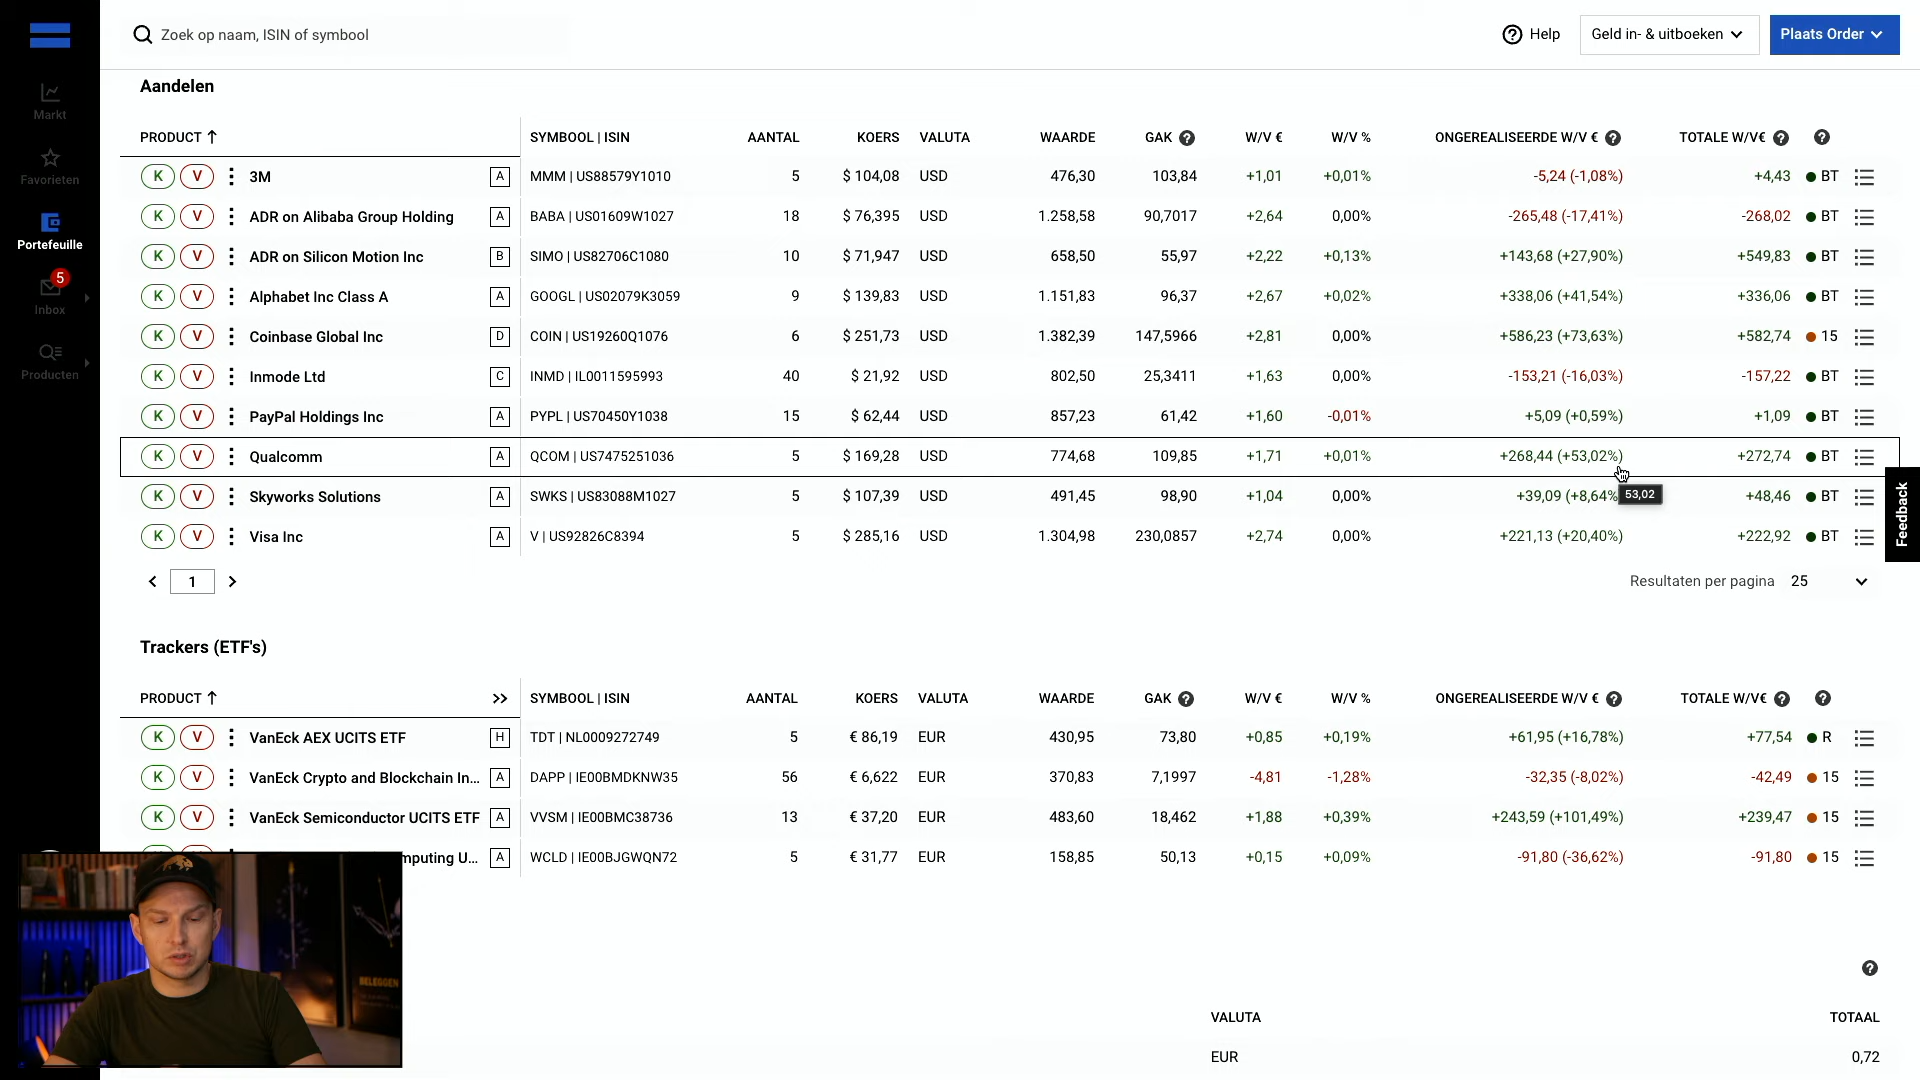 Zoek op naam, ISIN of symbool
Help
Geld in- & uitboeken
Plaats Order
Markt
Favorieten
Portefeuille
5
Inbox
Producten
Aandelen
PRODUCT ↑ SYMBOOL | ISIN AANTAL KOERS VALUTA WAARDE GAK ? W/V € W/V % ONGEREALISEERDE W/V € ? TOTALE W/V€ ? ?
K V 3M A MMM | US88579Y1010 5 $ 104,08 USD 476,30 103,84 +1,01 +0,01% -5,24 (-1,08%) +4,43 BT
K V ADR on Alibaba Group Holding A BABA | US01609W1027 18 $ 76,395 USD 1.258,58 90,7017 +2,64 0,00% -265,48 (-17,41%) -268,02 BT
K V ADR on Silicon Motion Inc B SIMO | US82706C1080 10 $ 71,947 USD 658,50 55,97 +2,22 +0,13% +143,68 (+27,90%) +549,83 BT
K V Alphabet Inc Class A A GOOGL | US02079K3059 9 $ 139,83 USD 1.151,83 96,37 +2,67 +0,02% +338,06 (+41,54%) +336,06 BT
K V Coinbase Global Inc D COIN | US19260Q1076 6 $ 251,73 USD 1.382,39 147,5966 +2,81 0,00% +586,23 (+73,63%) +582,74 15
K V Inmode Ltd C INMD | IL0011595993 40 $ 21,92 USD 802,50 25,3411 +1,63 0,00% -153,21 (-16,03%) -157,22 BT
K V PayPal Holdings Inc A PYPL | US70450Y1038 15 $ 62,44 USD 857,23 61,42 +1,60 -0,01% +5,09 (+0,59%) +1,09 BT
K V Qualcomm A QCOM | US7475251036 5 $ 169,28 USD 774,68 109,85 +1,71 +0,01% +268,44 (+53,02%) +272,74 BT
K V Skyworks Solutions A SWKS | US83088M1027 5 $ 107,39 USD 491,45 98,90 +1,04 0,00% +39,09 (+8,64% 53,02 +48,46 BT
K V Visa Inc A V | US92826C8394 5 $ 285,16 USD 1.304,98 230,0857 +2,74 0,00% +221,13 (+20,40%) +222,92 BT
Feedback
< 1 > Resultaten per pagina 25
Trackers (ETF's)
PRODUCT ↑ >> SYMBOOL | ISIN AANTAL KOERS VALUTA WAARDE GAK ? W/V € W/V % ONGEREALISEERDE W/V € ? TOTALE W/V€ ? ?
K V VanEck AEX UCITS ETF H TDT | NL0009272749 5 € 86,19 EUR 430,95 73,80 +0,85 +0,19% +61,95 (+16,78%) +77,54 R
K V VanEck Crypto and Blockchain In... A DAPP | IE00BMDKNW35 56 € 6,622 EUR 370,83 7,1997 -4,81 -1,28% -32,35 (-8,02%) -42,49 15
K V VanEck Semiconductor UCITS ETF A VVSM | IE00BMC38736 13 € 37,20 EUR 483,60 18,462 +1,88 +0,39% +243,59 (+101,49%) +239,47 15
mputing U... A WCLD | IE00BJGWQN72 5 € 31,77 EUR 158,85 50,13 +0,15 +0,09% -91,80 (-36,62%) -91,80 15
BELEGGEN
?
VALUTA TOTAAL
EUR 0,72